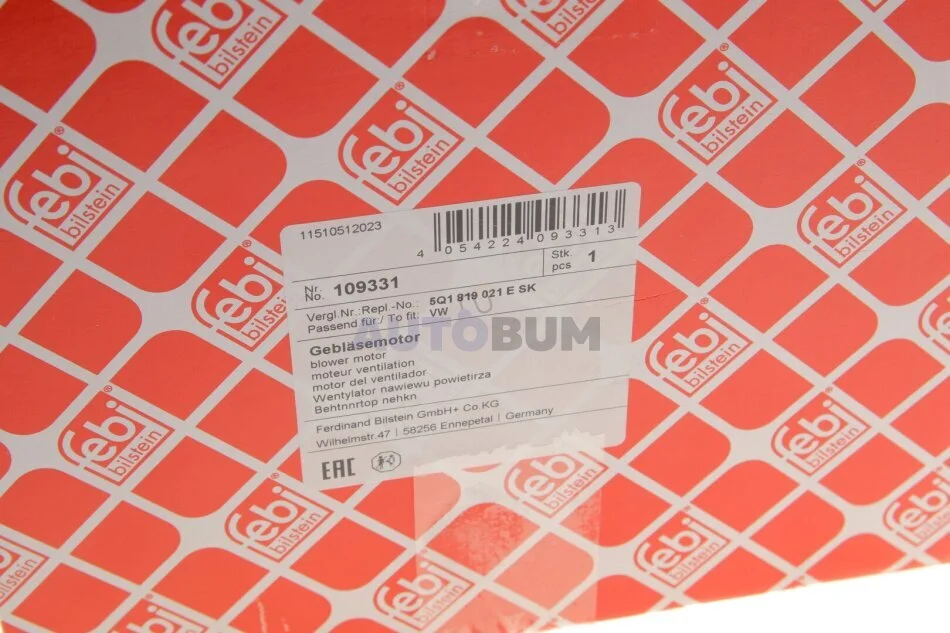 febi
bilstein
11510512023
4 054224 093313
Nr.
No. 109331
Stk.
pcs 1
Vergl.Nr.:Repl.-No.: 5Q1 819 021 E SK
Passend für:/ To fit: VW
AUTOBUM
Gebläsemotor
blower motor
moteur ventilation
motor del ventilador
Wentylator nawiewu powietirza
Behtnnrtop nehkn
Ferdinand Bilstein GmbH+ Co.KG
Wilhelmstr.47 | 58256 Ennepetal | Germany
EAC